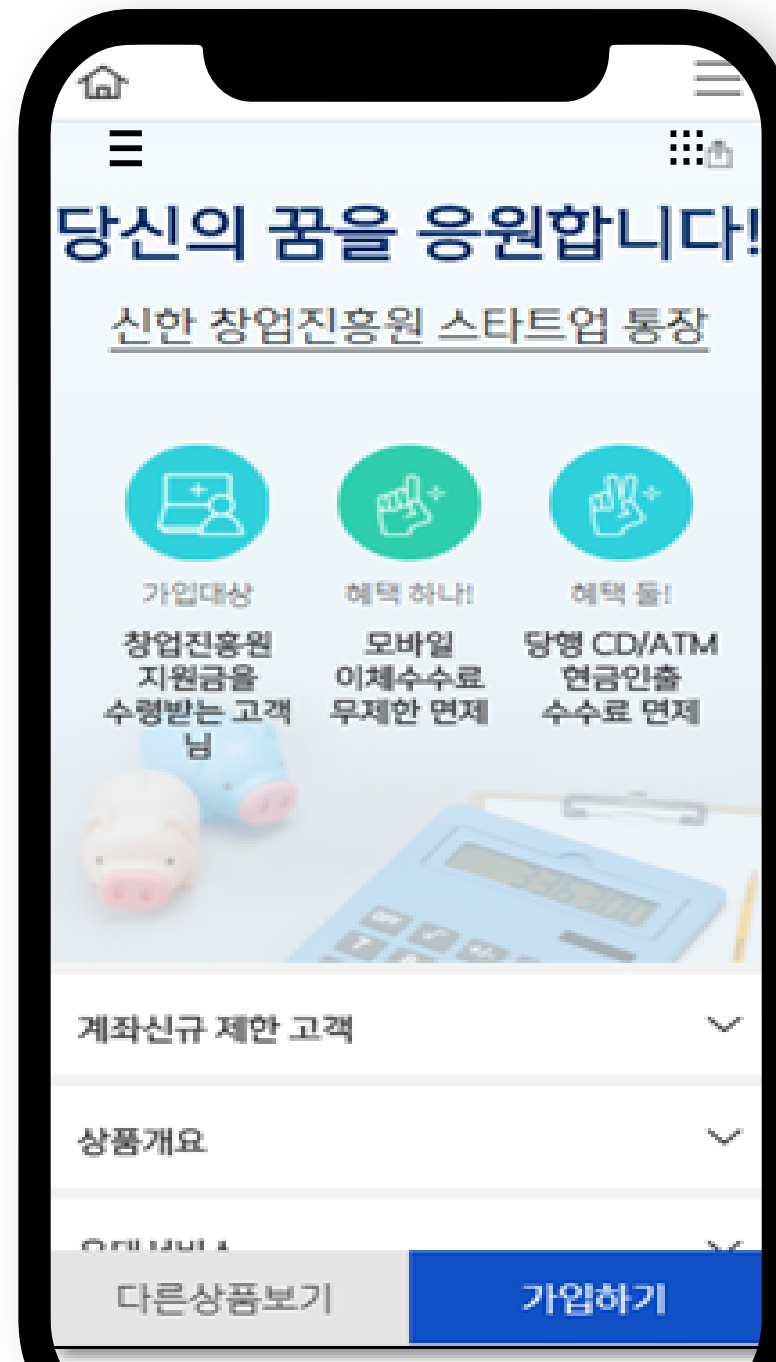 당신의 꿈을 응원합니다!
신한 창업진흥원 스타트업 통장
가입대상
창업진흥원
지원금을
수령받는 고객
님
혜택 하나!
모바일
이체수수료
무제한 면제
혜택 둘!
당행 CD/ATM
현금인출
수수료 면제
계좌신규 제한 고객
상품개요
다른상품보기
가입하기